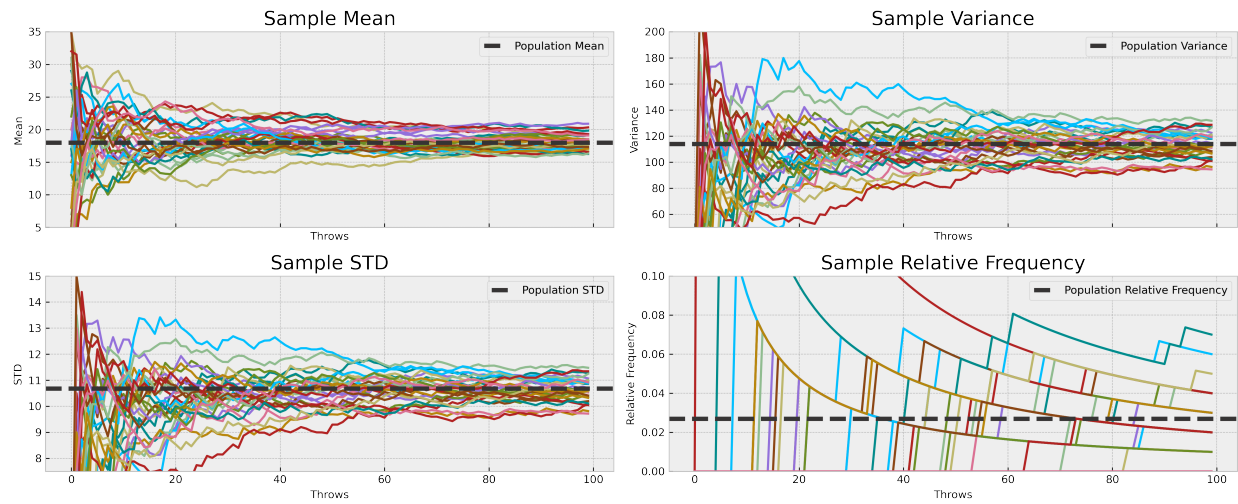 Sample Mean
35
30
25
20
15
10
5
Mean
Population Mean
Throws
Sample Variance
200
180
160
140
120
100
80
60
Variance
Population Variance
Throws
Sample STD
15
14
13
12
11
10
9
8
STD
Population STD
0 20 40 60 80 100
Throws
Sample Relative Frequency
0.10
0.08
0.06
0.04
0.02
0.00
Relative Frequency
Population Relative Frequency
0 20 40 60 80 100
Throws